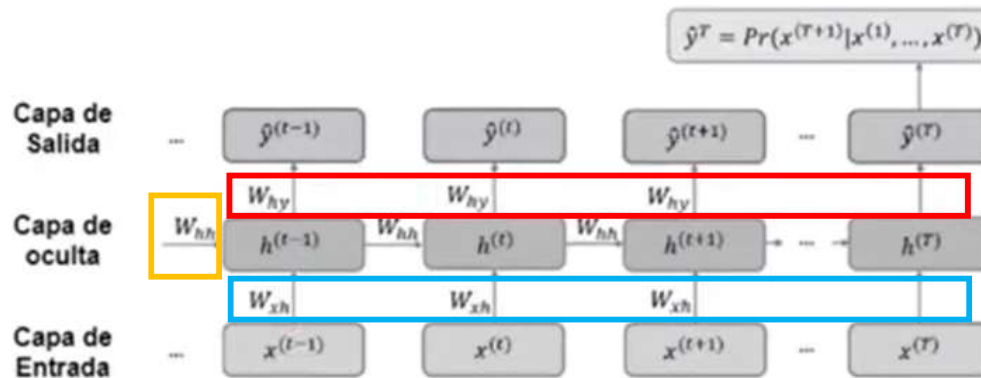 ŷ^T = Pr(x^(T+1)|x^(1), ..., x^(T))
Capa de
Salida
... ŷ^(t−1) ŷ^(t) ŷ^(t+1) ... ŷ^(T)
W_hy W_hy W_hy
Capa de
oculta
W_hh h^(t−1) W_hh h^(t) W_hh h^(t+1) ... h^(T)
W_xh W_xh W_xh
Capa de
Entrada
... x^(t−1) x^(t) x^(t+1) ... x^(T)